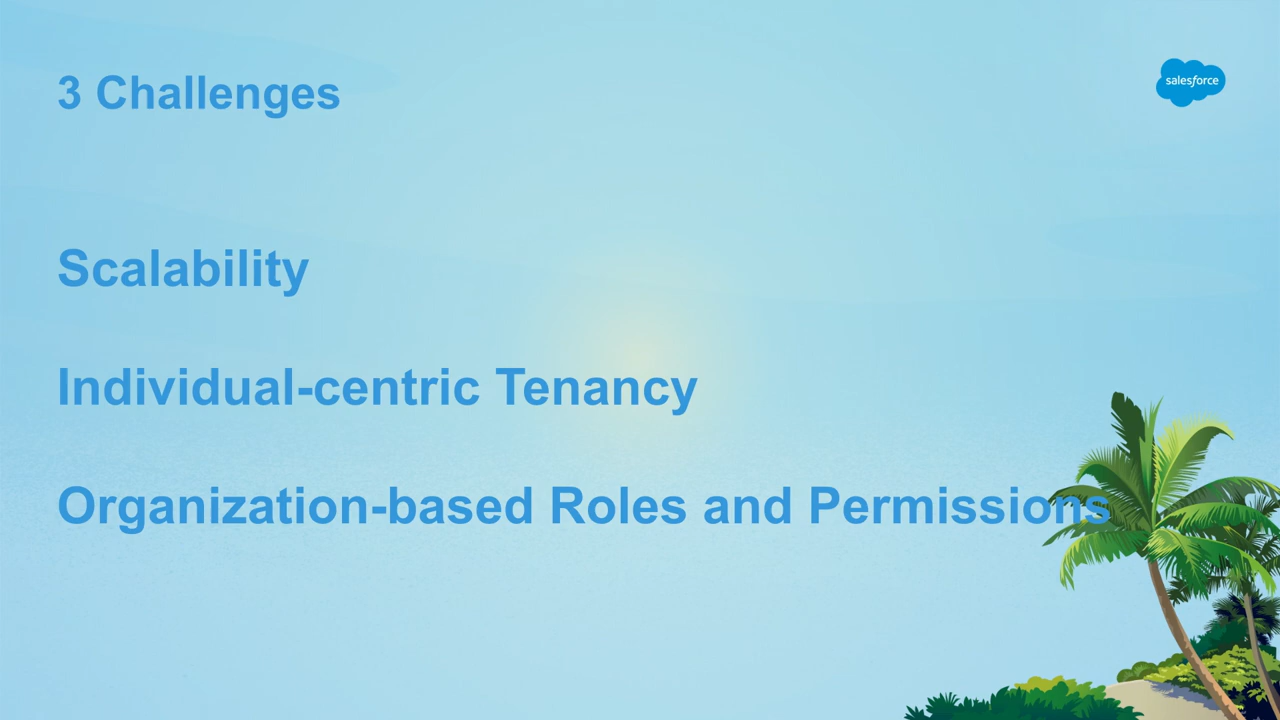 3 Challenges
salesforce
Scalability
Individual-centric Tenancy
Organization-based Roles and Permissions